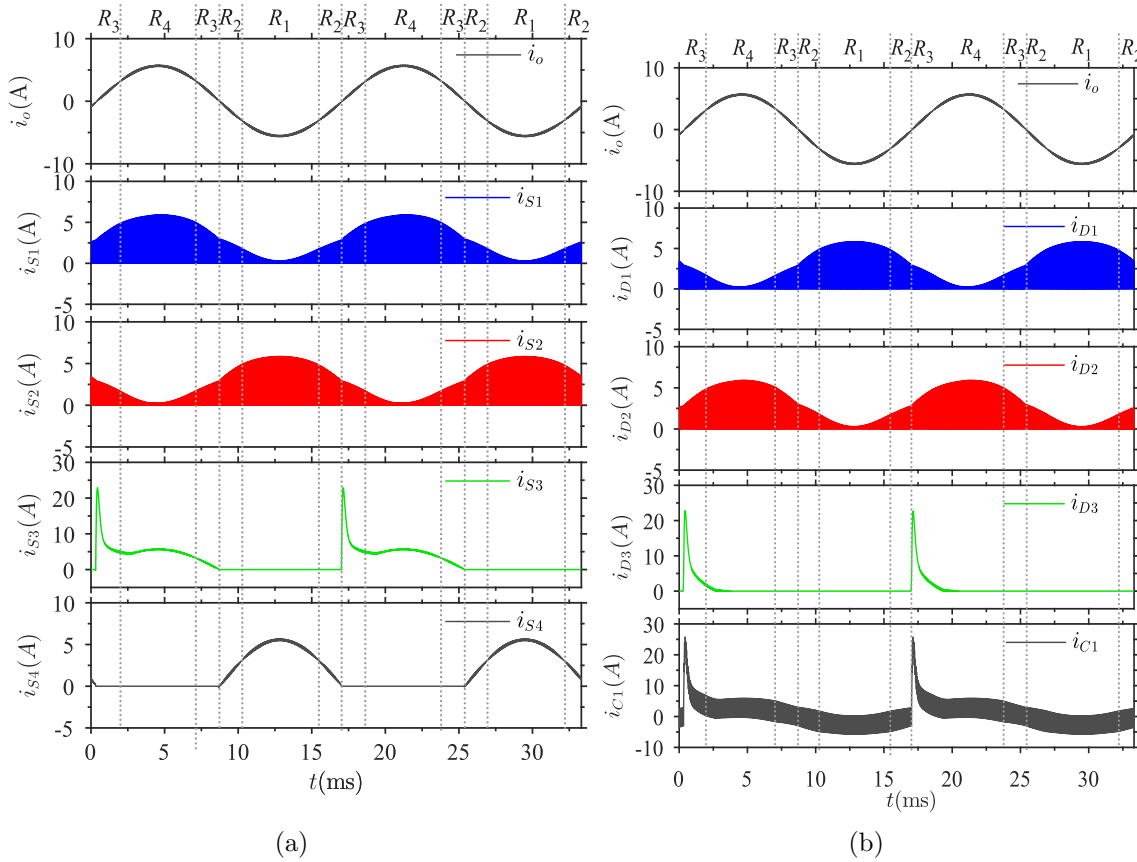 R3 R4 R3 R2 R1 R2 R3 R4 R3 R2 R1 R2
10
0
-10
io(A)
io
10
5
0
-5
iS1(A)
iS1
10
5
0
-5
iS2(A)
iS2
30
20
10
0
iS3(A)
iS3
10
5
0
-5
iS4(A)
iS4
0 5 10 15 20 25 30
t(ms)
(a)
R3 R4 R3 R2 R1 R2 R3 R4 R3 R2 R1 R2
10
0
-10
io(A)
io
10
5
0
-5
iD1(A)
iD1
10
5
0
-5
iD2(A)
iD2
30
20
10
0
iD3(A)
iD3
30
20
10
0
-10
iC1(A)
iC1
0 5 10 15 20 25 30
t(ms)
(b)